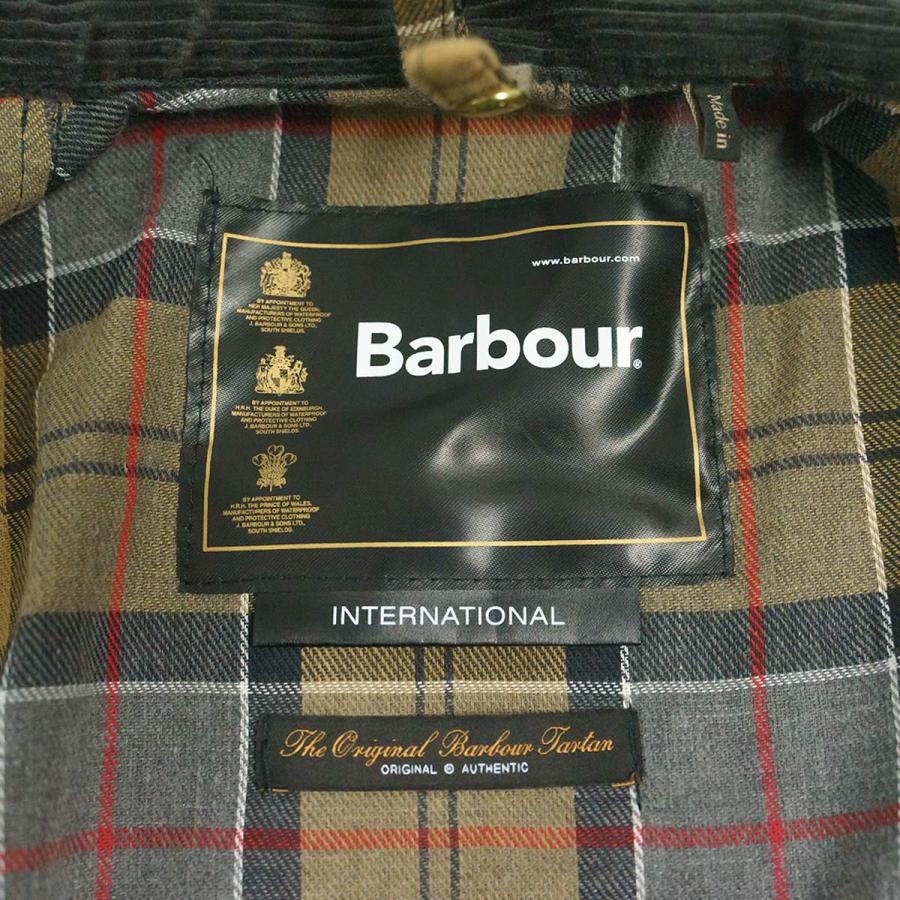 Made in
www.barbour.com
BY APPOINTMENT TO
HER MAJESTY THE QUEEN,
MANUFACTURERS OF WATERPROOF
AND PROTECTIVE CLOTHING
J. BARBOUR & SONS LTD.,
SOUTH SHIELDS.
Barbour®
BY APPOINTMENT TO
H.R.H. THE DUKE OF EDINBURGH
MANUFACTURERS OF WATERPROOF
AND PROTECTIVE CLOTHING
J. BARBOUR & SONS LTD.,
SOUTH SHIELDS.
BY APPOINTMENT TO
H.R.H. THE PRINCE OF WALES,
MANUFACTURERS OF WATERPROOF
AND PROTECTIVE CLOTHING
J. BARBOUR & SONS LTD.,
SOUTH SHIELDS.
INTERNATIONAL
The Original Barbour Tartan
ORIGINAL © AUTHENTIC